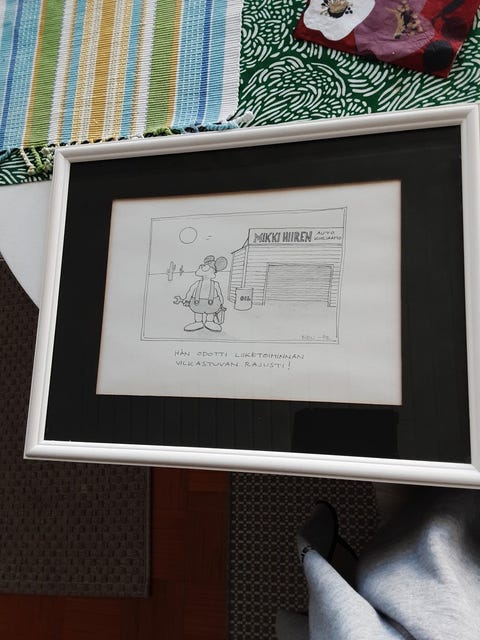 MIKKI HIIREN
AUTO
KORJAAMO
OIL
HÄN ODOTTI LIIKETOIMINNAN
VILKASTUVAN RAJUSTI!